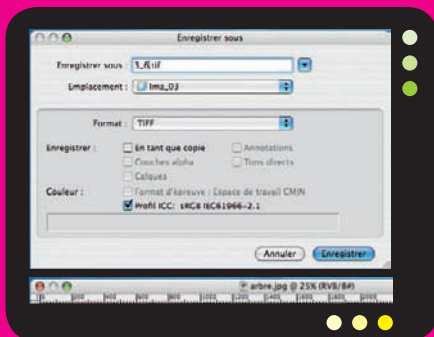 Enregistrer sous
Enregistrer sous : 3_6.tif
Emplacement : Ima_03
Format : TIFF
Enregistrer : En tant que copie Annotations
Couches alpha Tons directs
Calques
Couleur : Format d'épreuve : Espace de travail CMJN
Profil ICC: sRGB IEC61966-2.1
Annuler Enregistrer
arbre.jpg @ 25% (RVB/8#)